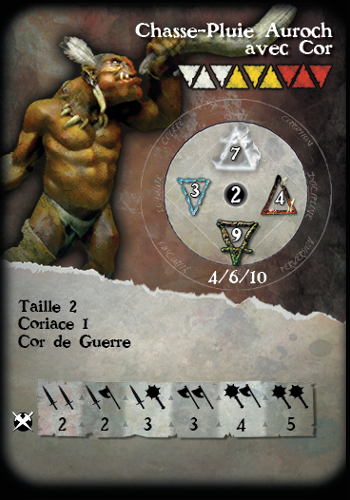 Chasse-Pluie Auroch
avec Cor
7
3
2
4
9
4/6/10
Taille 2
Coriace 1
Cor de Guerre
2 2 3 3 4 5